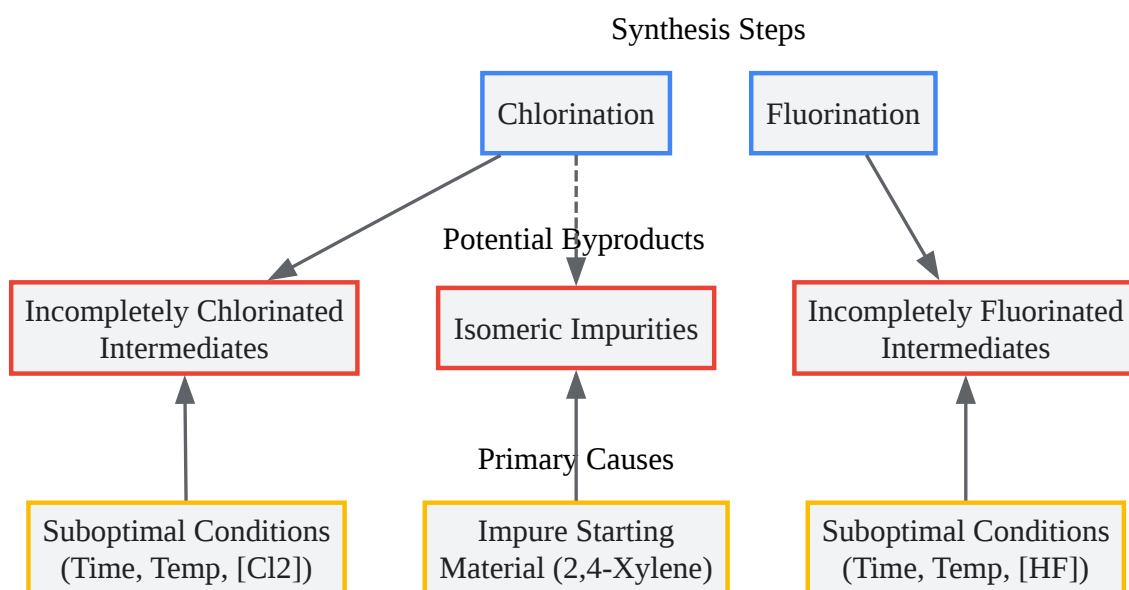 Synthesis Steps
Chlorination
Fluorination
Potential Byproducts
Incompletely Chlorinated
Intermediates
Isomeric Impurities
Incompletely Fluorinated
Intermediates
Primary Causes
Suboptimal Conditions
(Time, Temp, [Cl2])
Impure Starting
Material (2,4-Xylene)
Suboptimal Conditions
(Time, Temp, [HF])